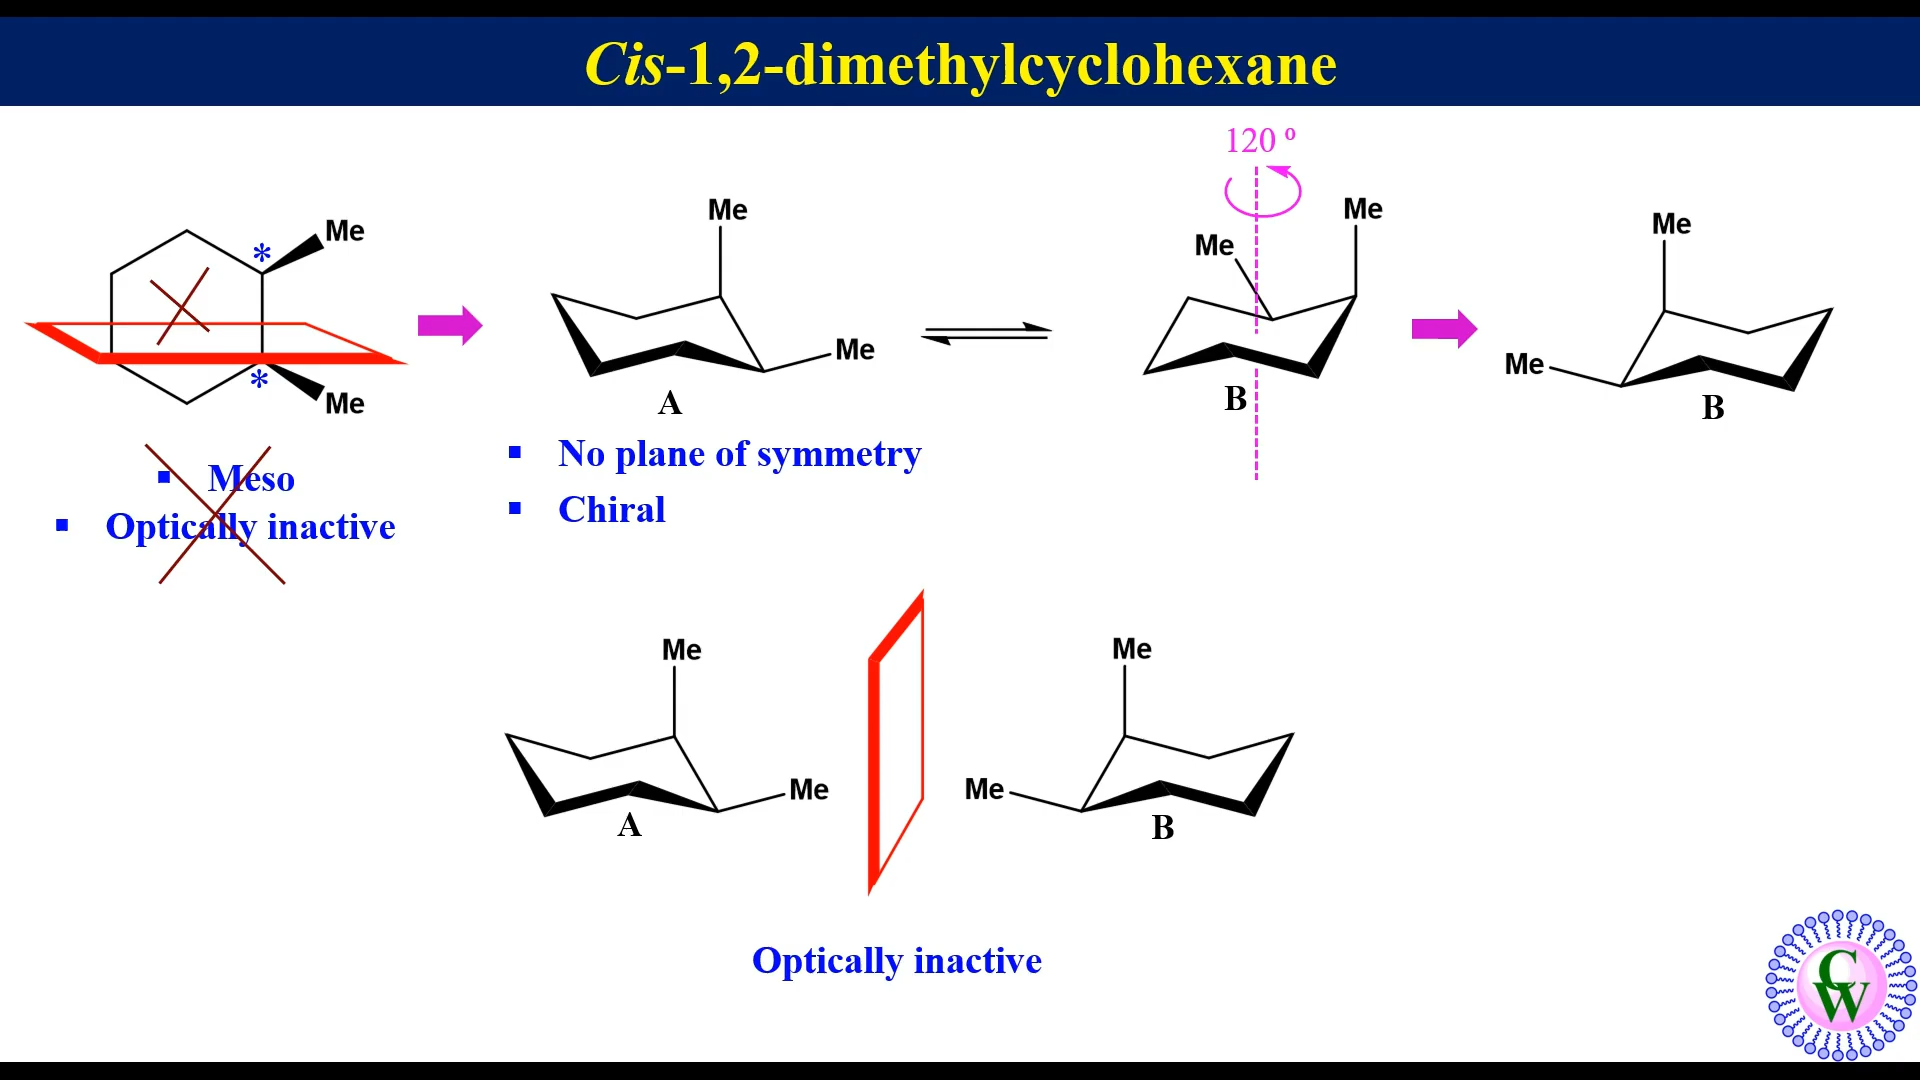 Cis-1,2-dimethylcyclohexane
120 º
Me
Me
*
*
Me
Me
A
Me
Me
B
Me
Me
B
▪ Meso
▪ Optically inactive
▪ No plane of symmetry
▪ Chiral
Me
Me
A
Me
Me
B
Optically inactive
CW